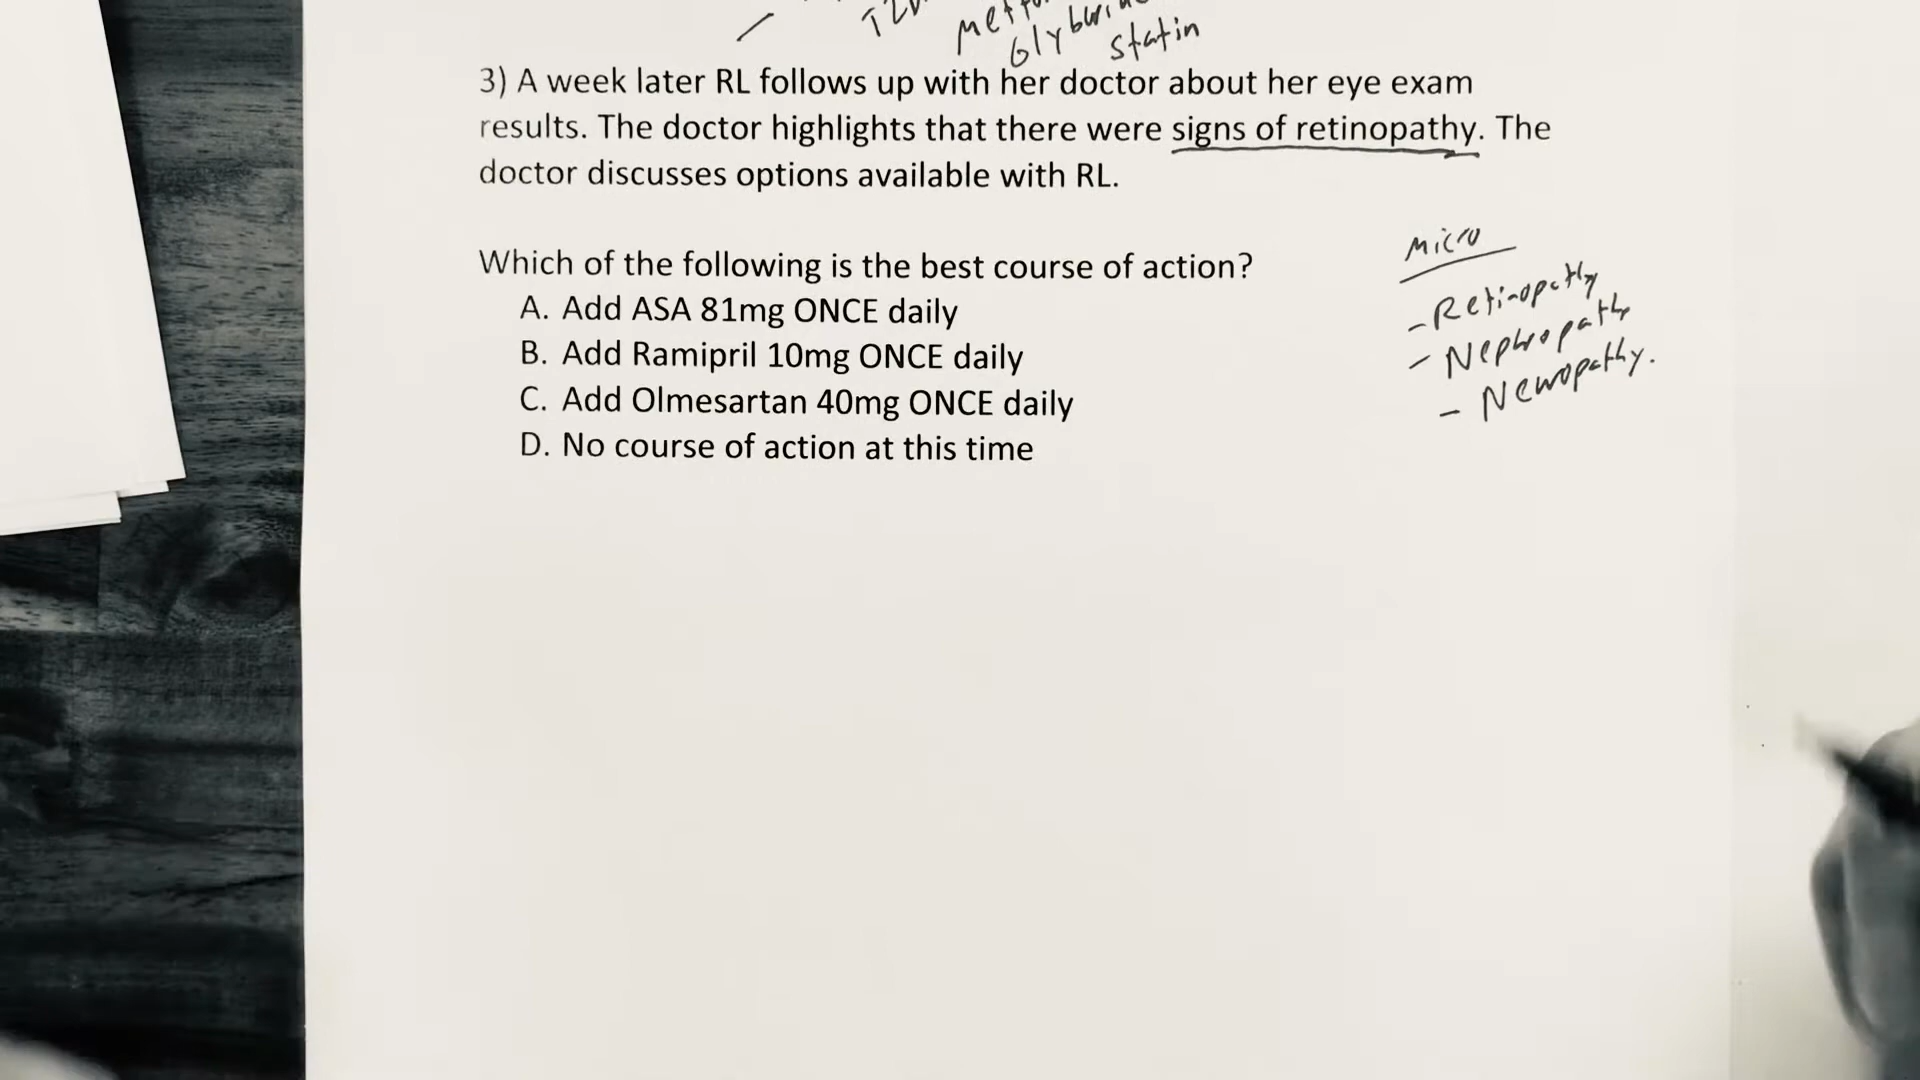 statin
3) A week later RL follows up with her doctor about her eye exam
results. The doctor highlights that there were signs of retinopathy. The
doctor discusses options available with RL.
Which of the following is the best course of action?
A. Add ASA 81mg ONCE daily
B. Add Ramipril 10mg ONCE daily
C. Add Olmesartan 40mg ONCE daily
D. No course of action at this time
Micro
- Retinopathy
- Nephropathy
- Neuropathy.